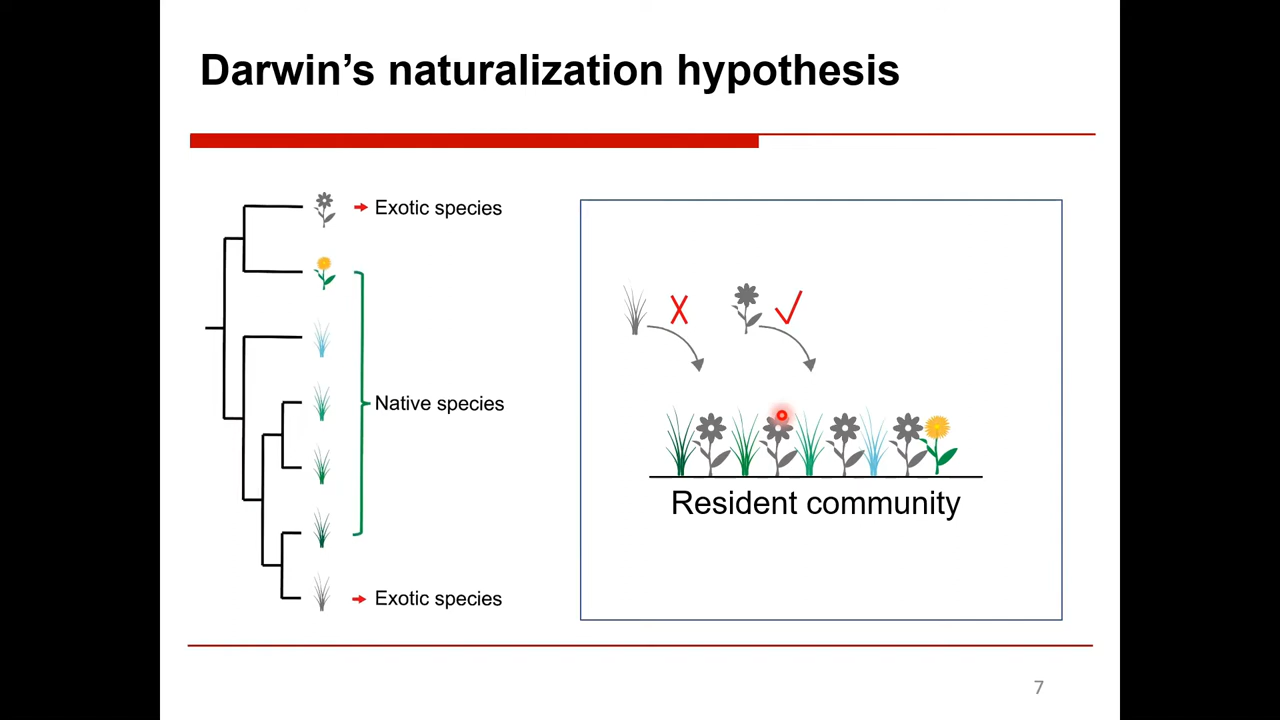 Darwin’s naturalization hypothesis
Exotic species
Native species
Exotic species
Resident community
7